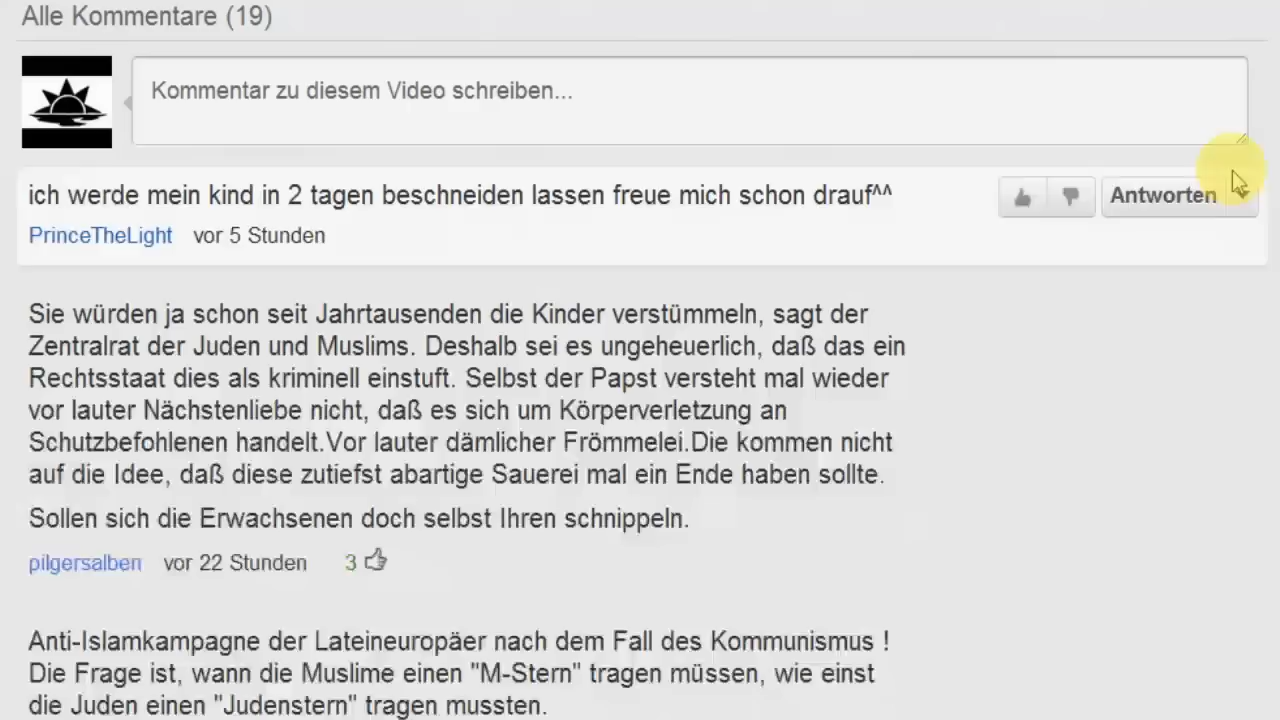 Alle Kommentare (19)
Kommentar zu diesem Video schreiben...
ich werde mein kind in 2 tagen beschneiden lassen freue mich schon drauf^^
Antworten
PrinceTheLight vor 5 Stunden
Sie würden ja schon seit Jahrtausenden die Kinder verstümmeln, sagt der
Zentralrat der Juden und Muslims. Deshalb sei es ungeheuerlich, daß das ein
Rechtsstaat dies als kriminell einstuft. Selbst der Papst versteht mal wieder
vor lauter Nächstenliebe nicht, daß es sich um Körperverletzung an
Schutzbefohlenen handelt.Vor lauter dämlicher Frömmelei.Die kommen nicht
auf die Idee, daß diese zutiefst abartige Sauerei mal ein Ende haben sollte.
Sollen sich die Erwachsenen doch selbst Ihren schnippeln.
pilgersalben vor 22 Stunden 3
Anti-Islamkampagne der Lateineuropäer nach dem Fall des Kommunismus !
Die Frage ist, wann die Muslime einen "M-Stern" tragen müssen, wie einst
die Juden einen "Judenstern" tragen mussten.